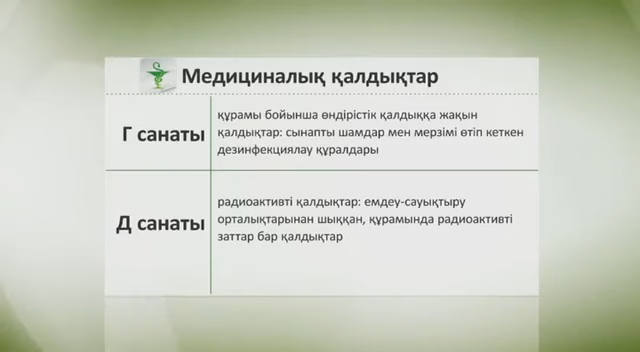 Медициналық қалдықтар
Г санаты
құрамы бойынша өндірістік қалдыққа жақын
қалдықтар: сынапты шамдар мен мерзімі өтіп кеткен
дезинфекциялау құралдары
Д санаты
радиоактивті қалдықтар: емдеу-сауықтыру
орталықтарынан шыққан, құрамында радиоактивті
заттар бар қалдықтар